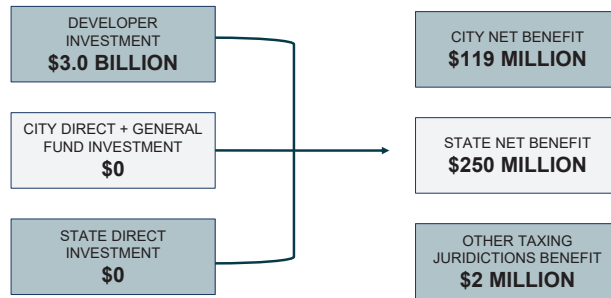 DEVELOPER
INVESTMENT
$3.0 BILLION
CITY DIRECT + GENERAL
FUND INVESTMENT
$0
STATE DIRECT
INVESTMENT
$0
CITY NET BENEFIT
$119 MILLION
STATE NET BENEFIT
$250 MILLION
OTHER TAXING
JURIDICTIONS BENEFIT
$2 MILLION